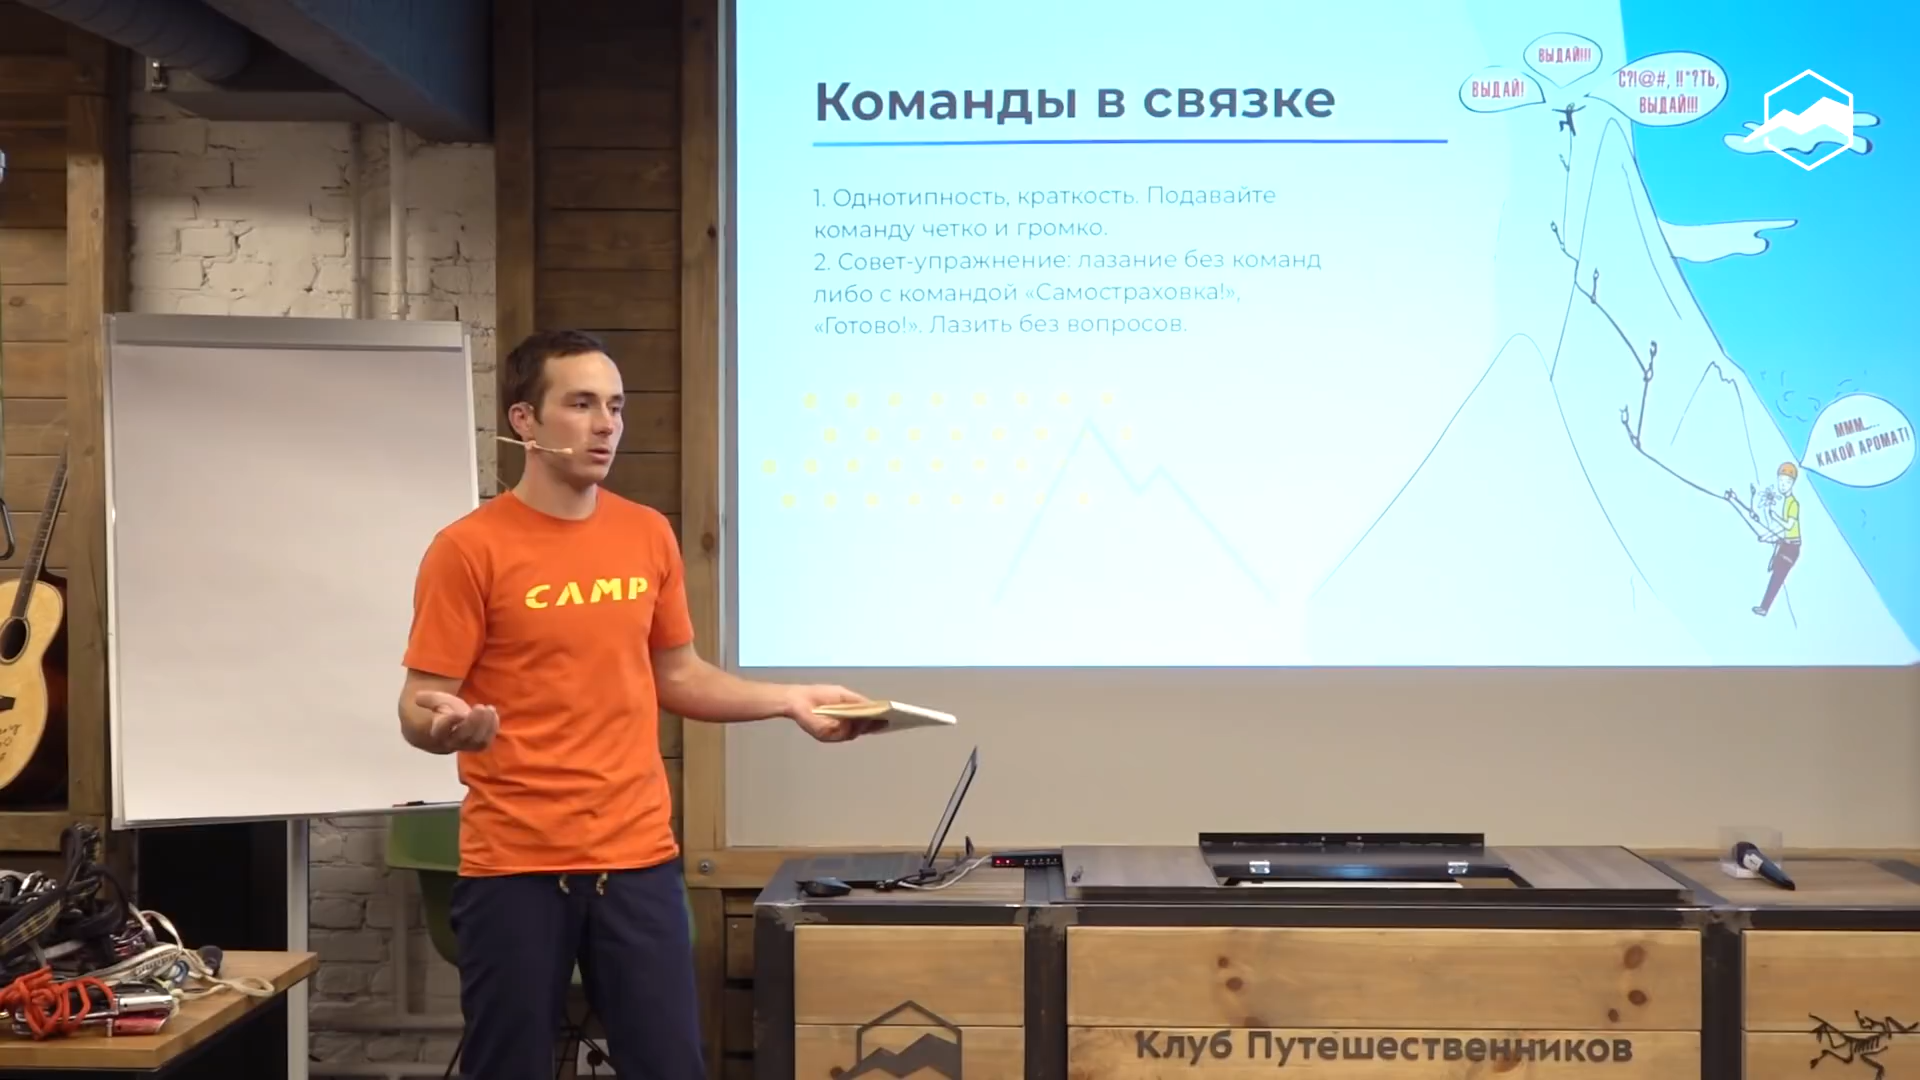 Команды в связке
1. Однотипность, краткость. Подавайте
команду четко и громко.
2. Совет-упражнение: лазание без команд
либо с командой «Самостраховка!»,
«Готово!». Лазить без вопросов.
ВЫДАЙ!
ВЫДАЙ!!!
С?!@#, !!*?ТЬ,
ВЫДАЙ!!!
МММ....
КАКОЙ АРОМАТ!
CAMP
Клуб Путешественников